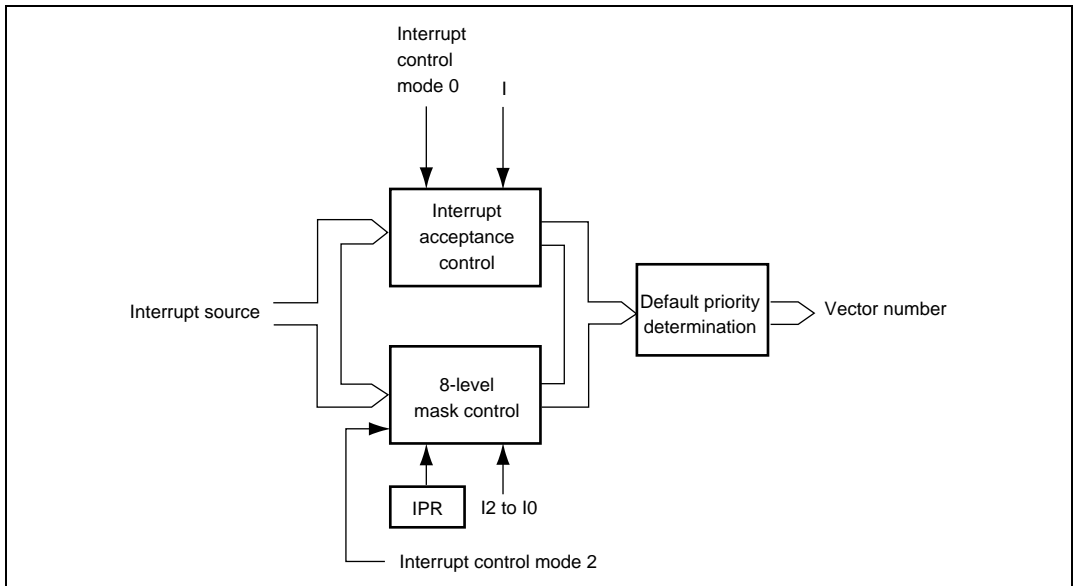 Interrupt
control
mode 0
I
Interrupt
acceptance
control
Interrupt source
Default priority
determination
Vector number
8-level
mask control
IPR
I2 to I0
Interrupt control mode 2